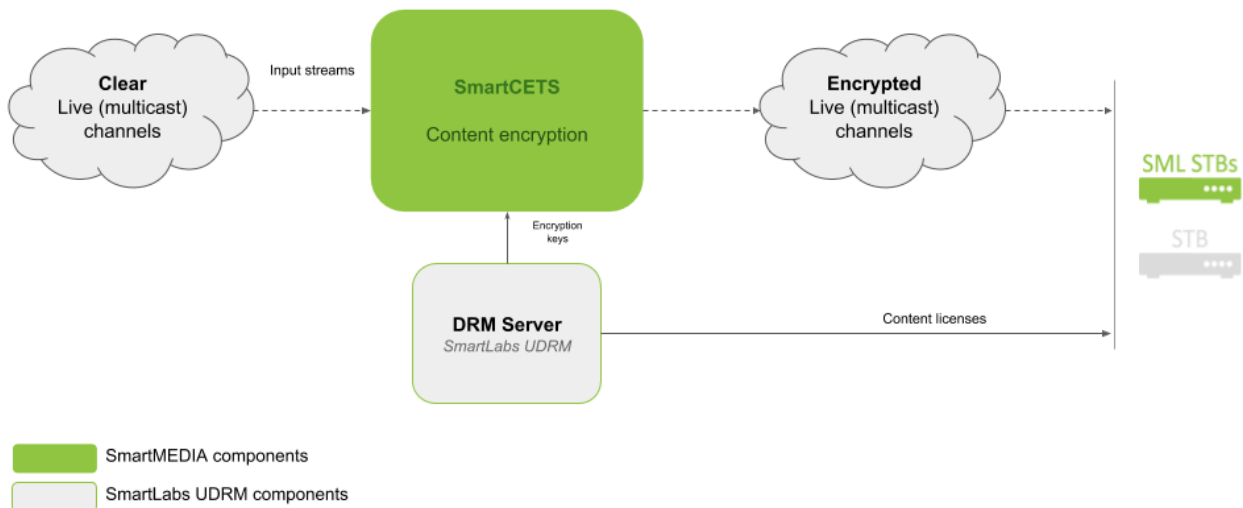 Clear
Live (multicast)
channels
Input streams
SmartCETS
Content encryption
Encrypted
Live (multicast)
channels
SML STBs
STB
Encryption
keys
DRM Server
SmartLabs UDRM
Content licenses
SmartMEDIA components
SmartLabs UDRM components